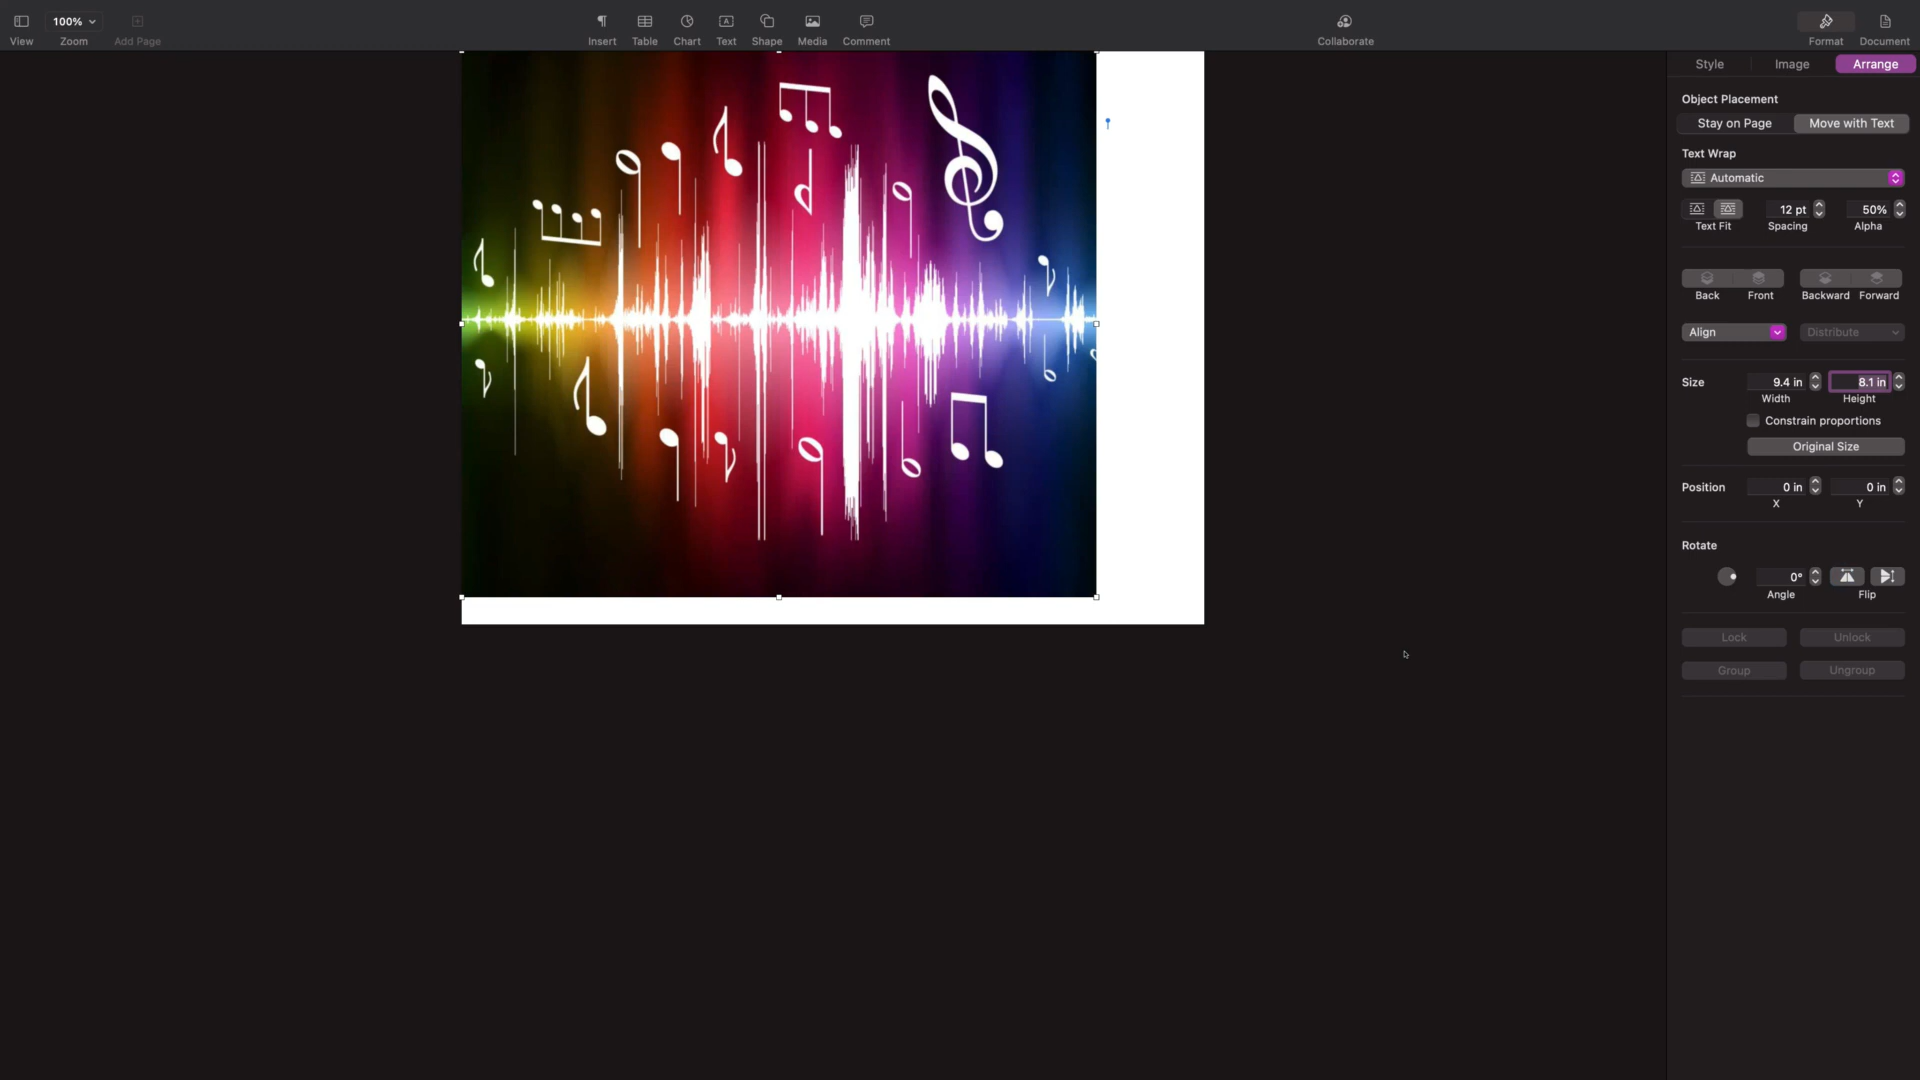 100%
View
Zoom
Add Page
Insert
Table
Chart
Text
Shape
Media
Comment
Collaborate
Format
Document
Style
Image
Arrange
Object Placement
Stay on Page
Move with Text
Text Wrap
Automatic
12 pt
50%
Text Fit
Spacing
Alpha
Back
Front
Backward
Forward
Align
Distribute
Size
9.4 in
8.1 in
Width
Height
Constrain proportions
Original Size
Position
0 in
0 in
X
Y
Rotate
0°
Angle
Flip
Lock
Unlock
Group
Ungroup